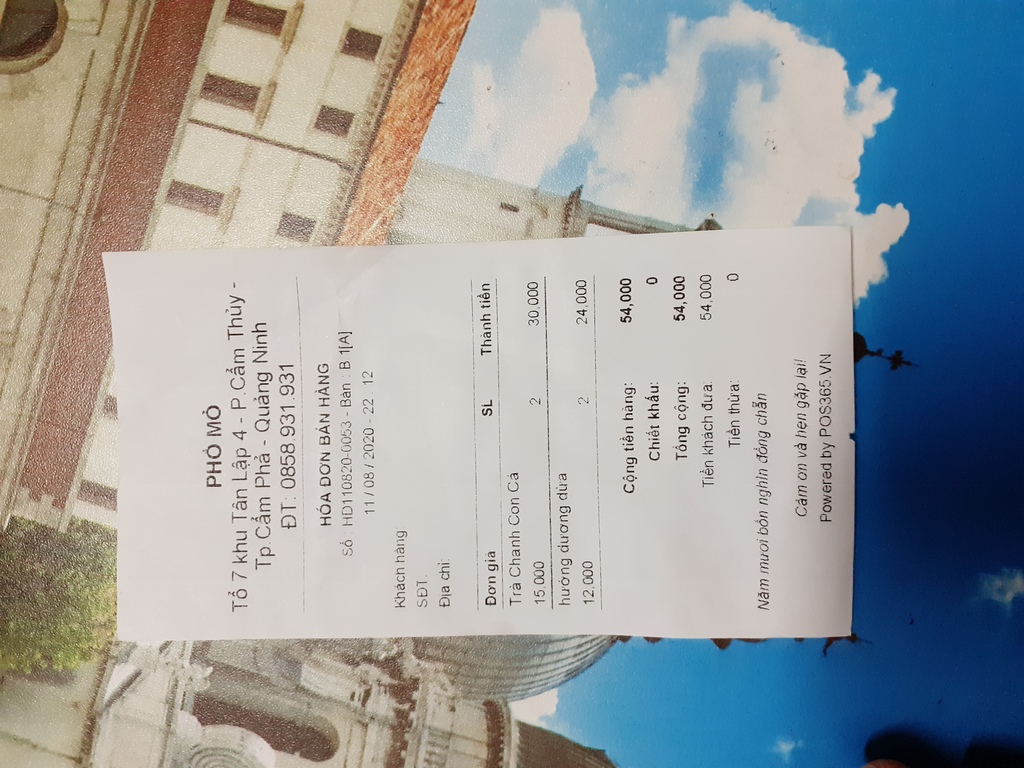 PHỐ MỎ
Tổ 7 khu Tân Lập 4 - P.Cẩm Thủy -
Tp.Cẩm Phả - Quảng Ninh
ĐT: 0858.931.931
HÓA ĐƠN BÁN HÀNG
Số: HD110820-0053 - Bàn : B 1[A]
11 / 08 / 2020 - 22 : 12
Khách hàng:
SĐT:
Địa chỉ:
Đơn giá SL Thành tiền
Trà Chanh Con Cá
15,000 2 30,000
hướng dương dừa
12,000 2 24,000
Cộng tiền hàng: 54,000
Chiết khấu: 0
Tổng cộng: 54,000
Tiền khách đưa: 54,000
Tiền thừa: 0
Năm mươi bốn nghìn đồng chẵn
Cảm ơn và hẹn gặp lại!
Powered by POS365.VN